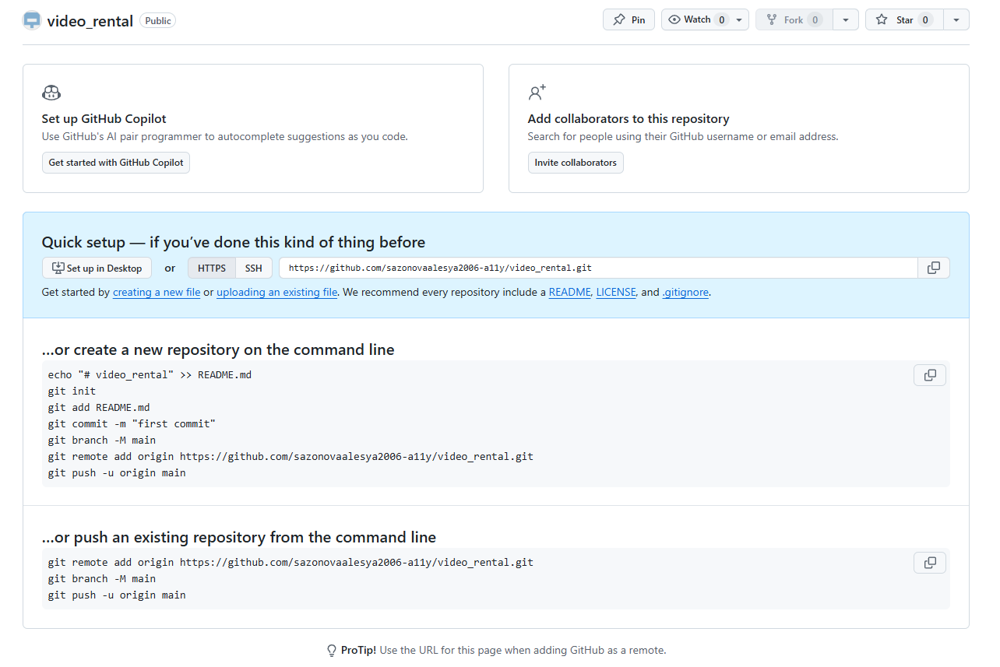 video_rental Public Pin Watch 0 Fork 0 Star 0
Set up GitHub Copilot
Use GitHub's AI pair programmer to autocomplete suggestions as you code.
Get started with GitHub Copilot
Add collaborators to this repository
Search for people using their GitHub username or email address.
Invite collaborators
Quick setup — if you’ve done this kind of thing before
Set up in Desktop or HTTPS SSH https://github.com/sazonovaalesya2006-a11y/video_rental.git
Get started by creating a new file or uploading an existing file. We recommend every repository include a README, LICENSE, and .gitignore.
…or create a new repository on the command line
echo "# video_rental" >> README.md
git init
git add README.md
git commit -m "first commit"
git branch -M main
git remote add origin https://github.com/sazonovaalesya2006-a11y/video_rental.git
git push -u origin main
…or push an existing repository from the command line
git remote add origin https://github.com/sazonovaalesya2006-a11y/video_rental.git
git branch -M main
git push -u origin main
ProTip! Use the URL for this page when adding GitHub as a remote.